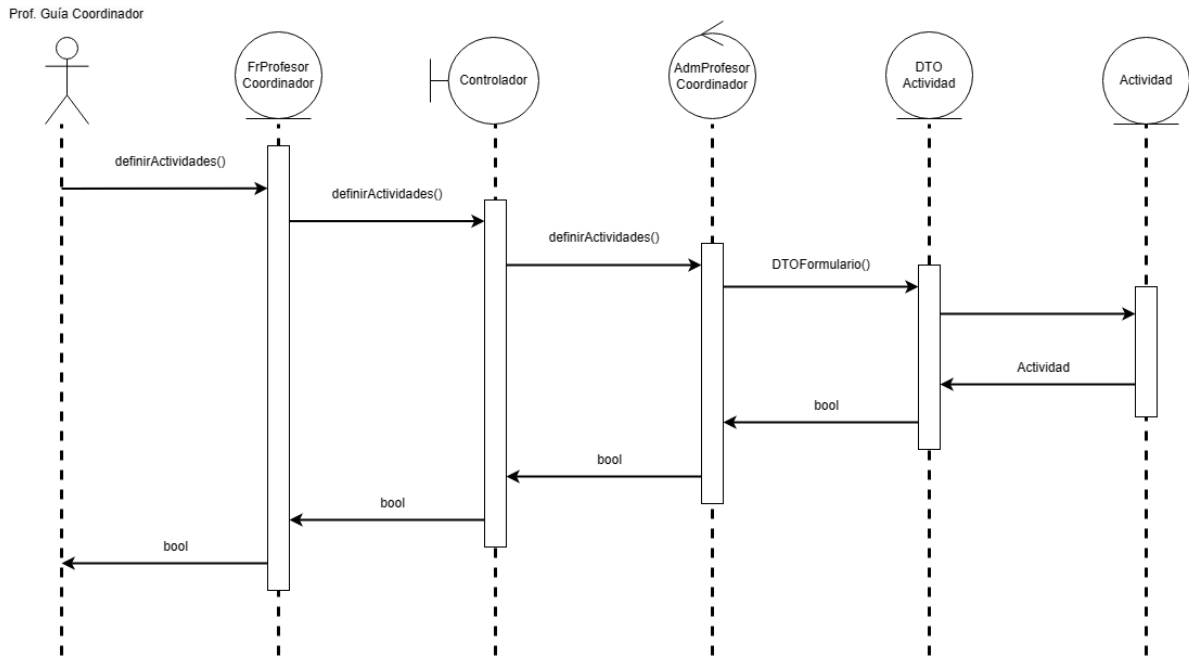 Prof. Guía Coordinador
FrProfesor
Coordinador
Controlador
AdmProfesor
Coordinador
DTO
Actividad
Actividad
definirActividades()
definirActividades()
definirActividades()
DTOFormulario()
Actividad
bool
bool
bool
bool